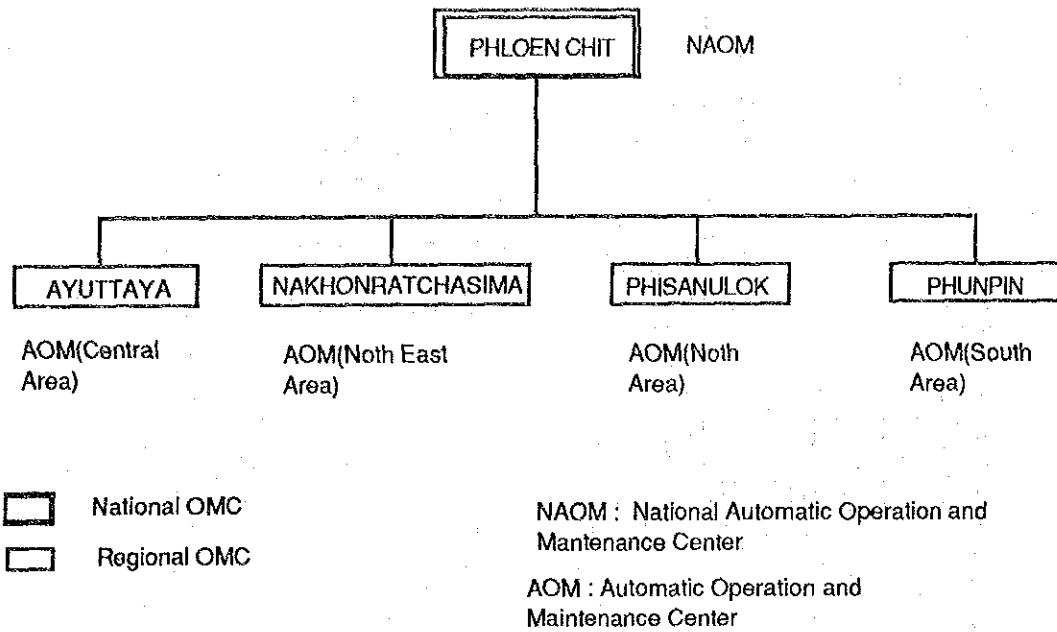 PHLOEN CHIT NAOM
AYUTTAYA NAKHONRATCHASIMA PHISANULOK PHUNPIN
AOM(Central
Area)
AOM(Noth East
Area)
AOM(Noth
Area)
AOM(South
Area)
National OMC
Regional OMC
NAOM : National Automatic Operation and
Mantenance Center
AOM : Automatic Operation and
Maintenance Center